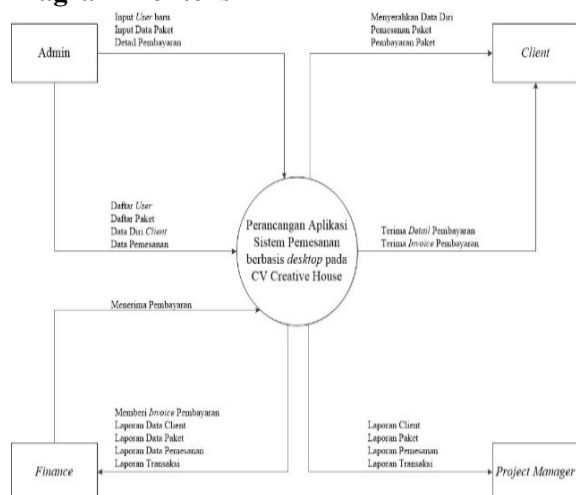 Input User baru
Input Data Paket
Detail Pembayaran
Menyerahkan Data Diri
Pemesanan Paket
Pembayaran Paket
Admin
Client
Daftar User
Daftar Paket
Data Diri Client
Data Pemesanan
Perancangan Aplikasi
Sistem Pemesanan
berbasis desktop pada
CV Creative House
Terima Detail Pembayaran
Terima Invoice Pembayaran
Menerima Pembayaran
Memberi Invoice Pembayaran
Laporan Data Client
Laporan Data Paket
Laporan Data Pemesanan
Laporan Transaksi
Laporan Client
Laporan Paket
Laporan Pemesanan
Laporan Transaksi
Finance
Project Manager